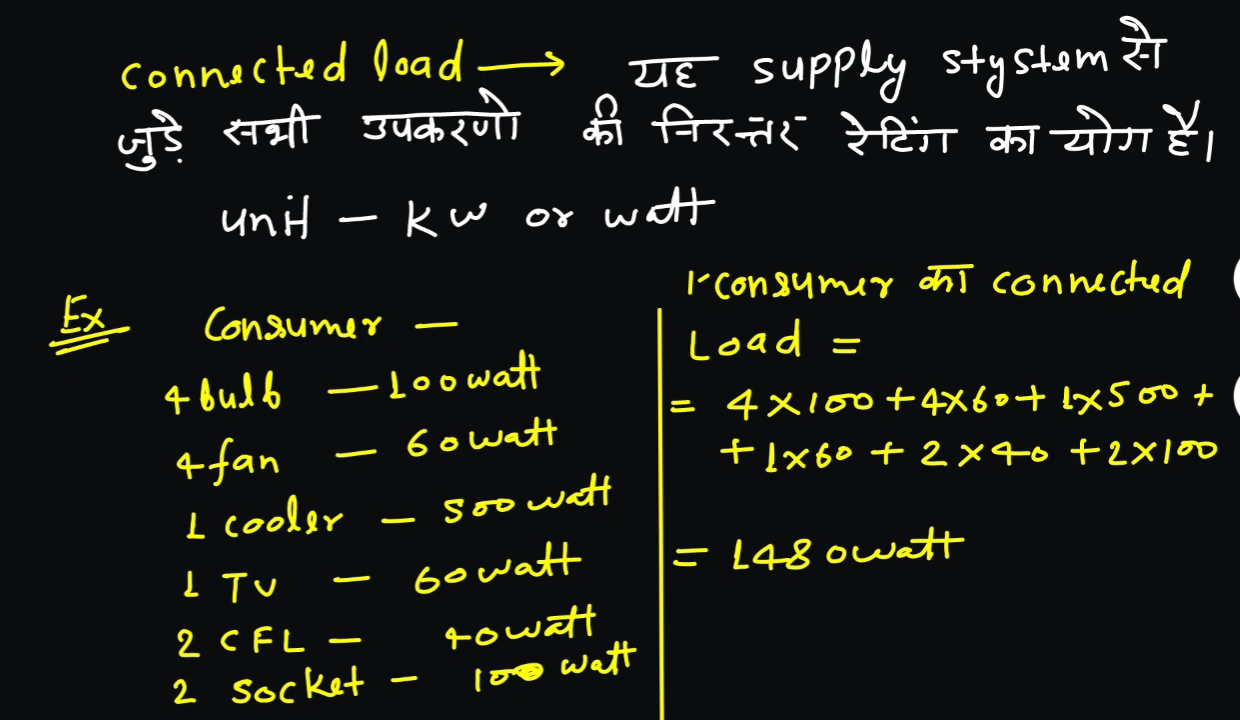 connected load → यह supply stystem से
जुड़े सभी उपकरणो की निरन्तर रेटिंग का योग है।
unit - KW or watt
Ex Consumer -
4 bulb - 100 watt
4 fan - 60 watt
1 cooler - 500 watt
1 TV - 60 watt
2 CFL - 40 watt
2 Socket - 100 watt
1-consumer का connected
Load =
= 4×100+4×60+1×500+
+1×60+2×40+2×100
= 1480 watt